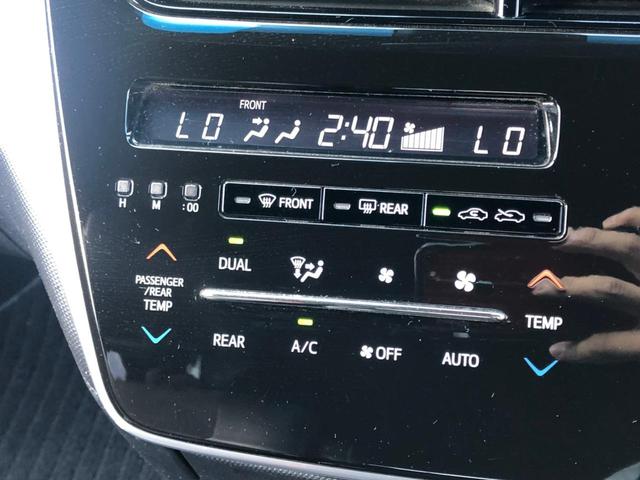 FRONT
LO 2:40 LO
H M :00
FRONT REAR
DUAL
PASSENGER
/REAR
TEMP
TEMP
REAR A/C OFF AUTO